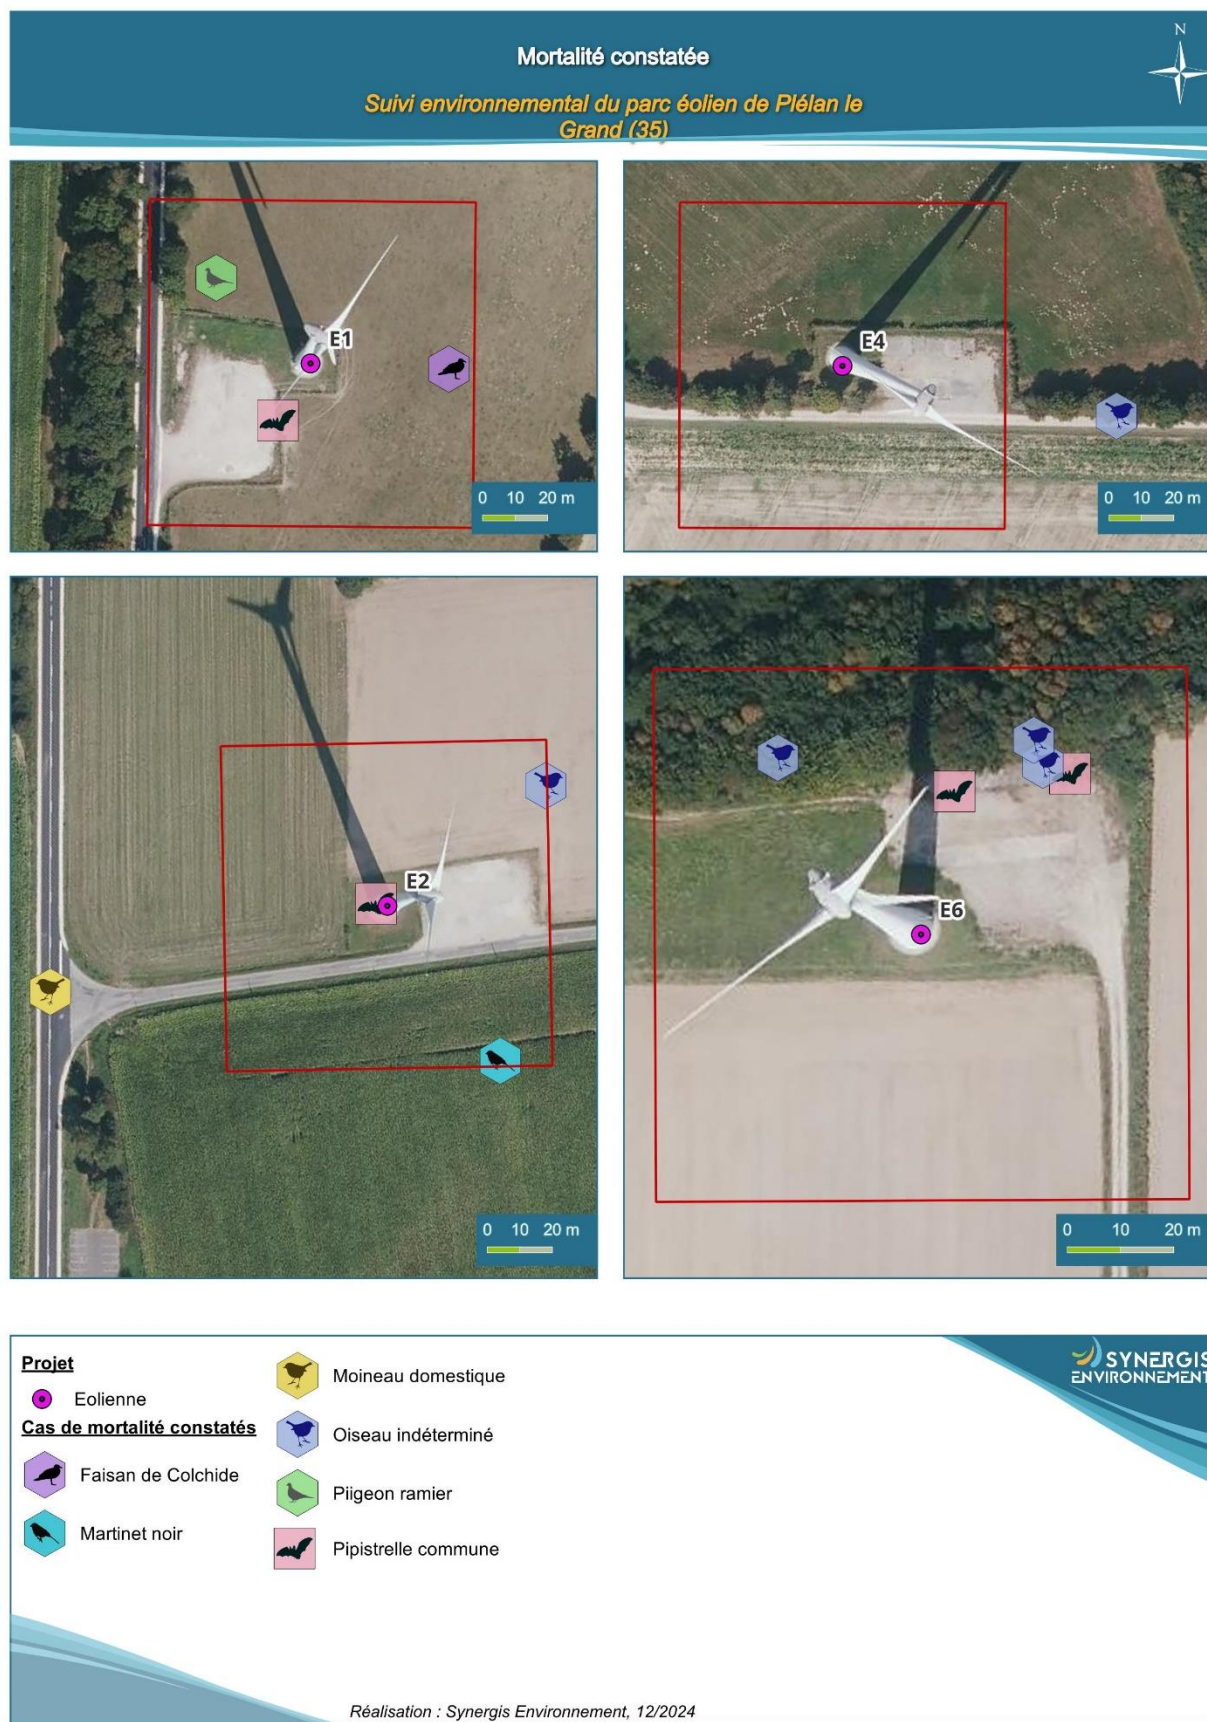 Mortalité constatée
N
Suivi environnemental du parc éolien de Plélan le
Grand (35)
E1
0 10 20 m
E4
0 10 20 m
E2
0 10 20 m
E6
0 10 20 m
Projet
Eolienne
Cas de mortalité constatés
Faisan de Colchide
Martinet noir
Moineau domestique
Oiseau indéterminé
Piigeon ramier
Pipistrelle commune
SYNERGIS
ENVIRONNEMENT
Réalisation : Synergis Environnement, 12/2024